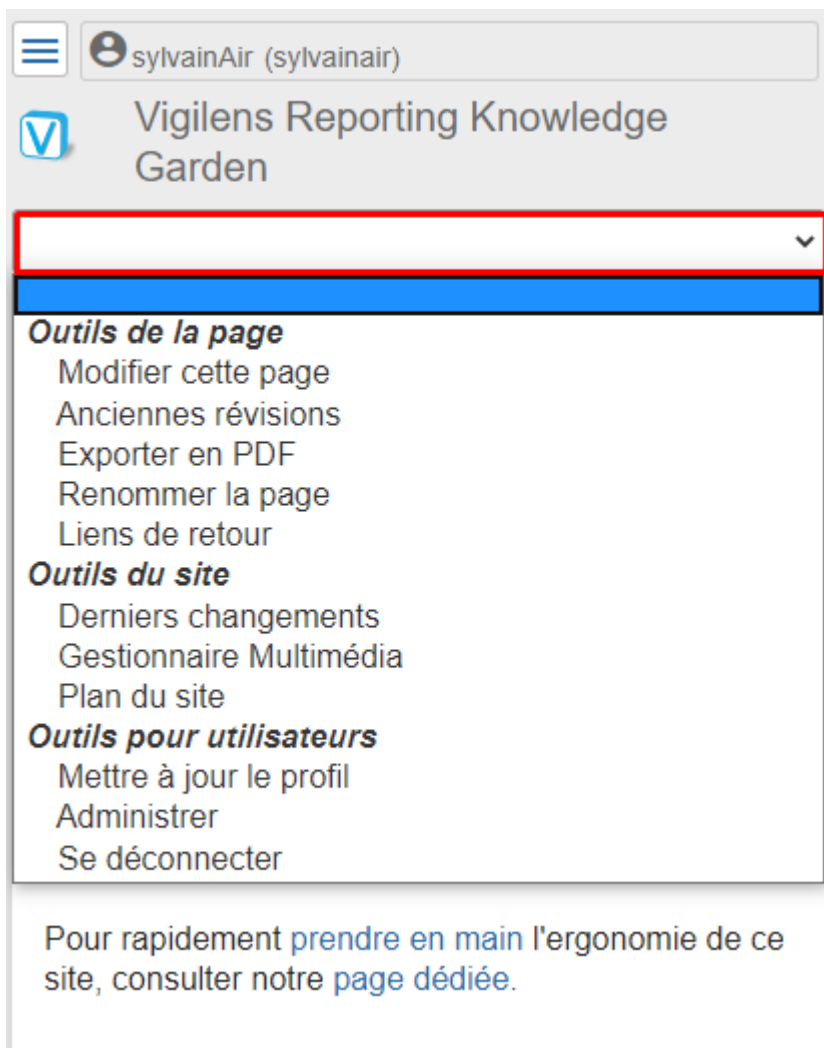 sylvainAir (sylvainair)
V
Vigilens Reporting Knowledge
Garden
Outils de la page
Modifier cette page
Anciennes révisions
Exporter en PDF
Renommer la page
Liens de retour
Outils du site
Derniers changements
Gestionnaire Multimédia
Plan du site
Outils pour utilisateurs
Mettre à jour le profil
Administrer
Se déconnecter
Pour rapidement prendre en main l'ergonomie de ce
site, consulter notre page dédiée.